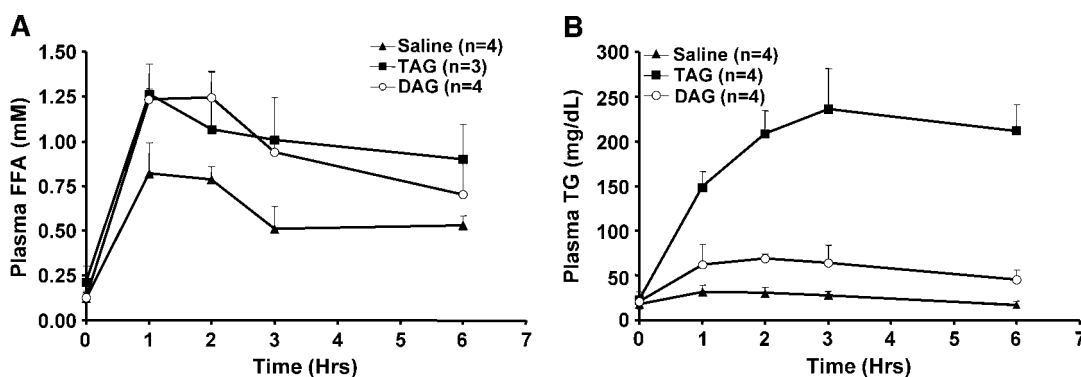 A
Plasma FFA (mM)
1.50
1.25
1.00
0.75
0.50
0.25
0.00
Saline (n=4)
TAG (n=3)
DAG (n=4
0 1 2 3 4 5 6 7
Time (Hrs)
B
Plasma TG (mg/dL)
300
250
200
150
100
50
0
Saline (n=4)
TAG (n=4)
DAG (n=4)
0 1 2 3 4 5 6 7
Time (Hrs)